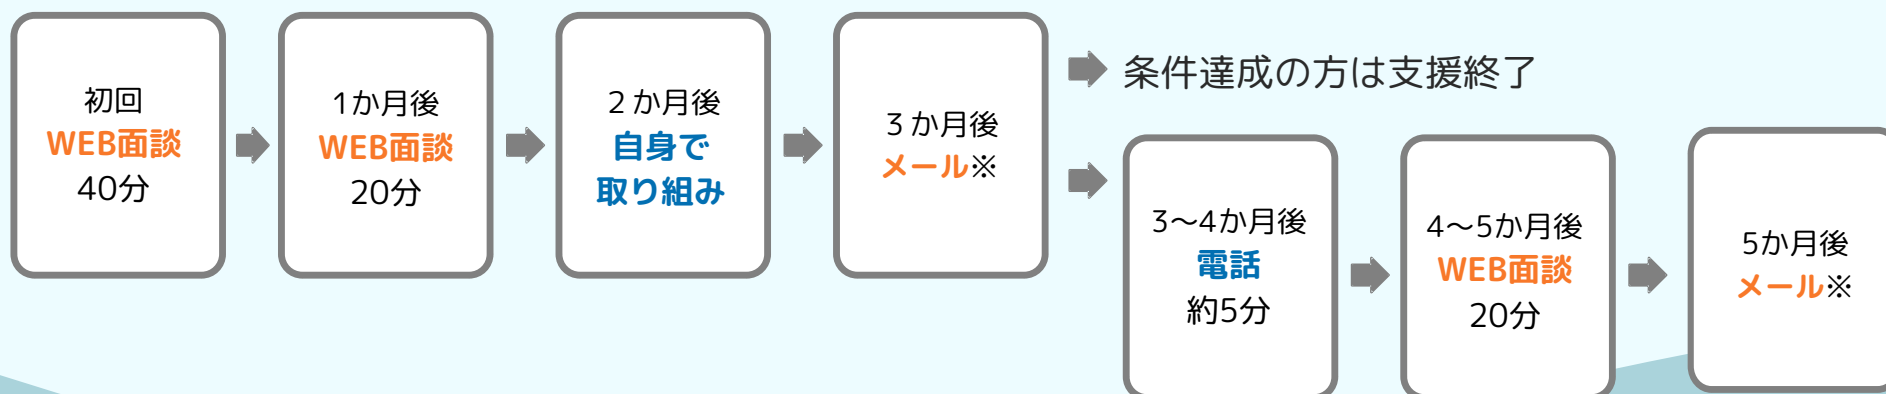 初回
WEB面談
40分
1か月後
WEB面談
20分
２か月後
自身で
取り組み
３か月後
メール※
条件達成の方は支援終了
3〜4か月後
電話
約5分
4〜5か月後
WEB面談
20分
5か月後
メール※